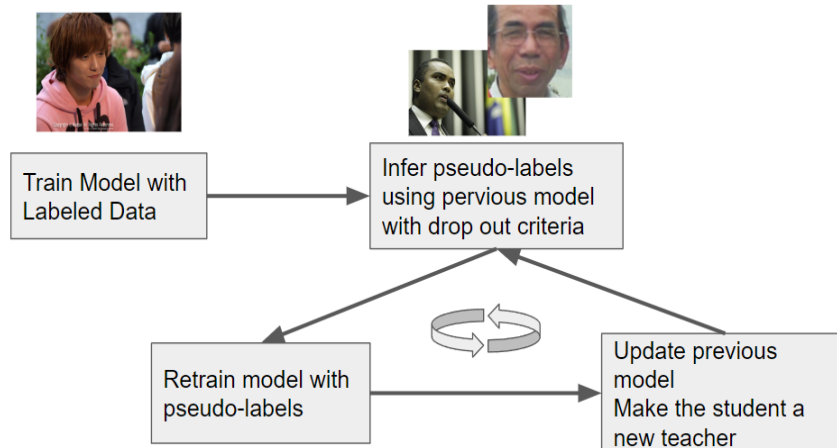 Train Model with
Labeled Data
Infer pseudo-labels
using pervious model
with drop out criteria
Retrain model with
pseudo-labels
Update previous
model
Make the student a
new teacher